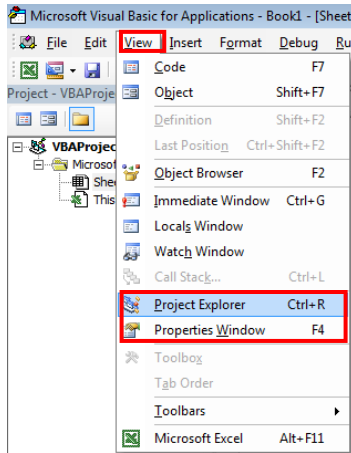 Microsoft Visual Basic for Applications - Book1 - [Sheet
File Edit View Insert Format Debug Ru
Project - VBAProje
VBAProjec
Microsof
Shee
This
Code F7
Object Shift+F7
Definition Shift+F2
Last Position Ctrl+Shift+F2
Object Browser F2
Immediate Window Ctrl+G
Locals Window
Watch Window
Call Stack... Ctrl+L
Project Explorer Ctrl+R
Properties Window F4
Toolbox
Tab Order
Toolbars
Microsoft Excel Alt+F11